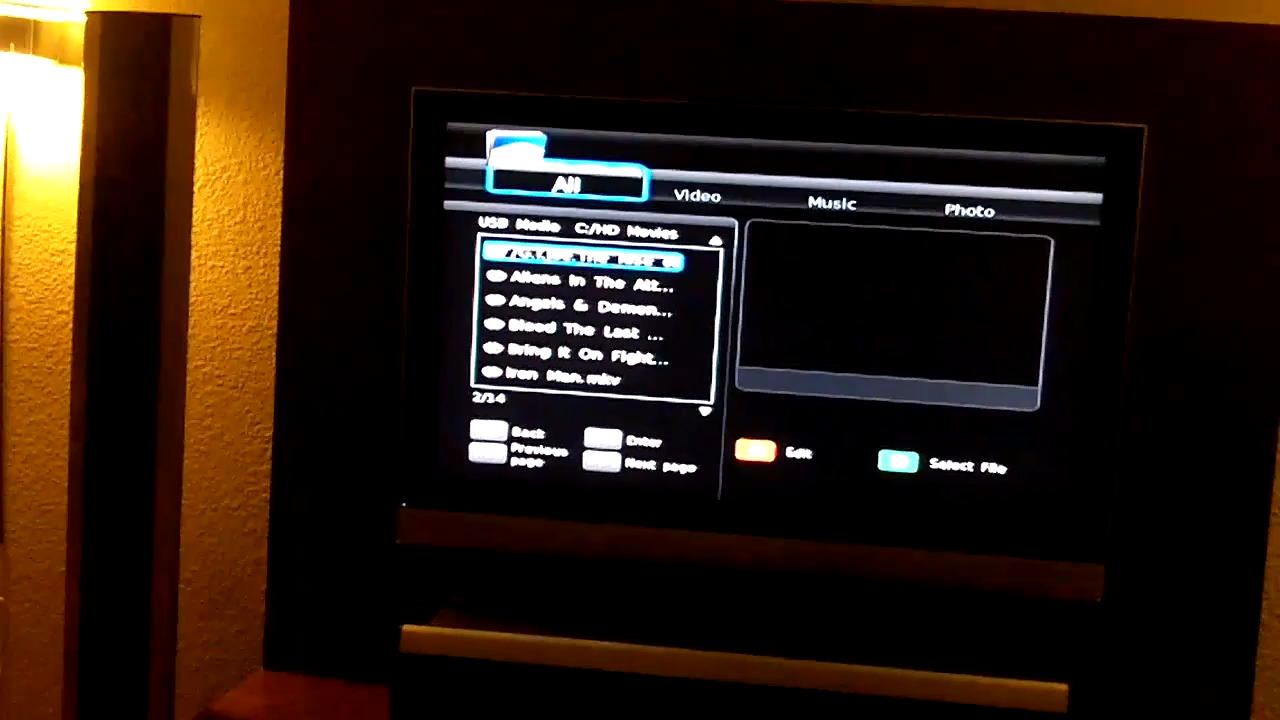 All
Video
Music
Photo
USB Media C:/HD Movies
Aliens In The Att...
Angels & Demon...
Blood The Last ...
Bring It On Fight...
Iron Man.mkv
2/34
Back
Enter
Previous page
Next page
Edit
Select File